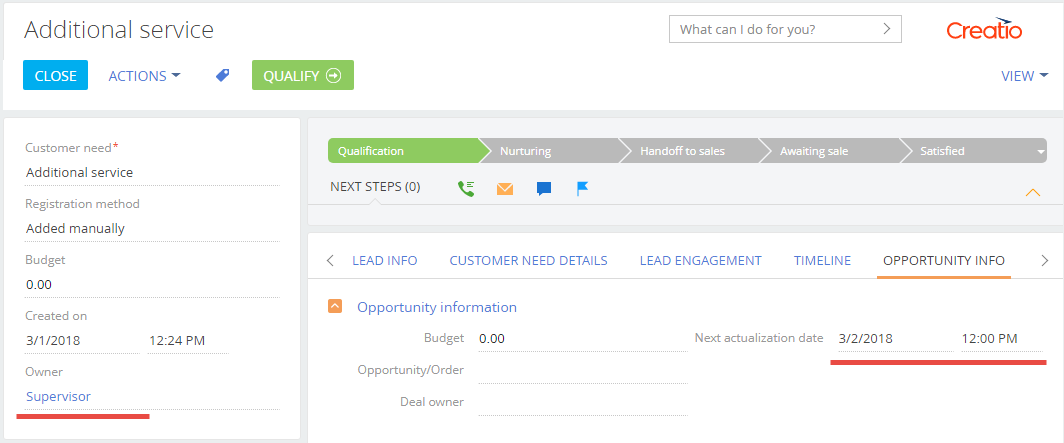 Additional service
What can I do for you?
Creatio
CLOSE
ACTIONS
QUALIFY
VIEW
Customer need*
Additional service
Registration method
Added manually
Budget
0.00
Created on
3/1/2018 12:24 PM
Owner
Supervisor
Qualification Nurturing Handoff to sales Awaiting sale Satisfied
NEXT STEPS (0)
LEAD INFO CUSTOMER NEED DETAILS LEAD ENGAGEMENT TIMELINE OPPORTUNITY INFO
Opportunity information
Budget 0.00 Next actualization date 3/2/2018 12:00 PM
Opportunity/Order
Deal owner